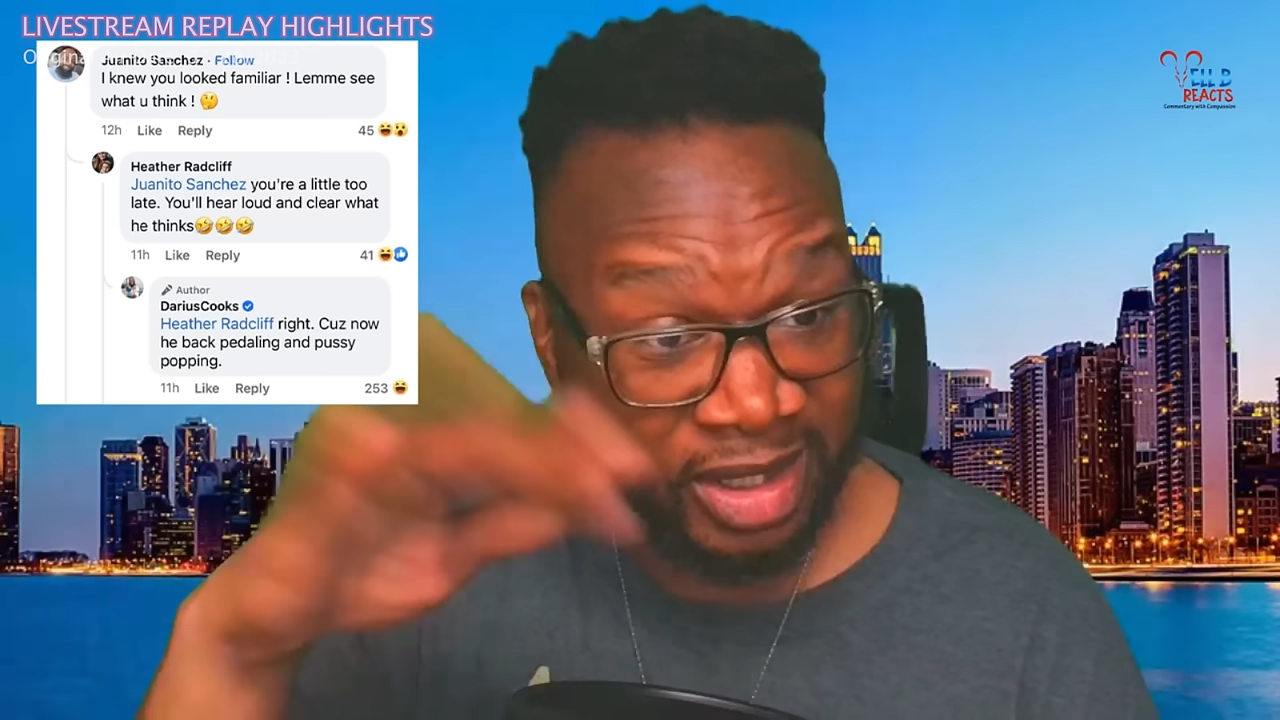 LIVESTREAM REPLAY HIGHLIGHTS
Juanito Sanchez · Follow
I knew you looked familiar ! Lemme see
what u think ! 🤔
12h Like Reply 45
Heather Radcliff
Juanito Sanchez you're a little too
late. You'll hear loud and clear what
he thinks🤣🤣🤣
11h Like Reply 41
Author
DariusCooks
Heather Radcliff right. Cuz now
he back pedaling and pussy
popping.
11h Like Reply 253
ELL B
REACTS
Commentary with Compassion